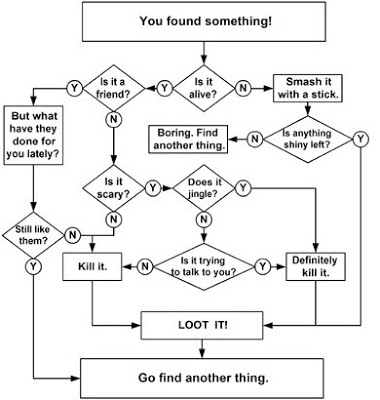 You found something!
Is it
alive?
Y
N
Is it a
friend?
Y
N
Smash it
with a stick.
But what
have they
done for
you lately?
Boring. Find
another thing.
N
Is anything
shiny left?
Y
Is it
scary?
Y
N
Does it
jingle?
Y
N
Still like
them?
N
Y
Kill it.
N
Is it trying
to talk to you?
Y
Definitely
kill it.
LOOT IT!
Go find another thing.